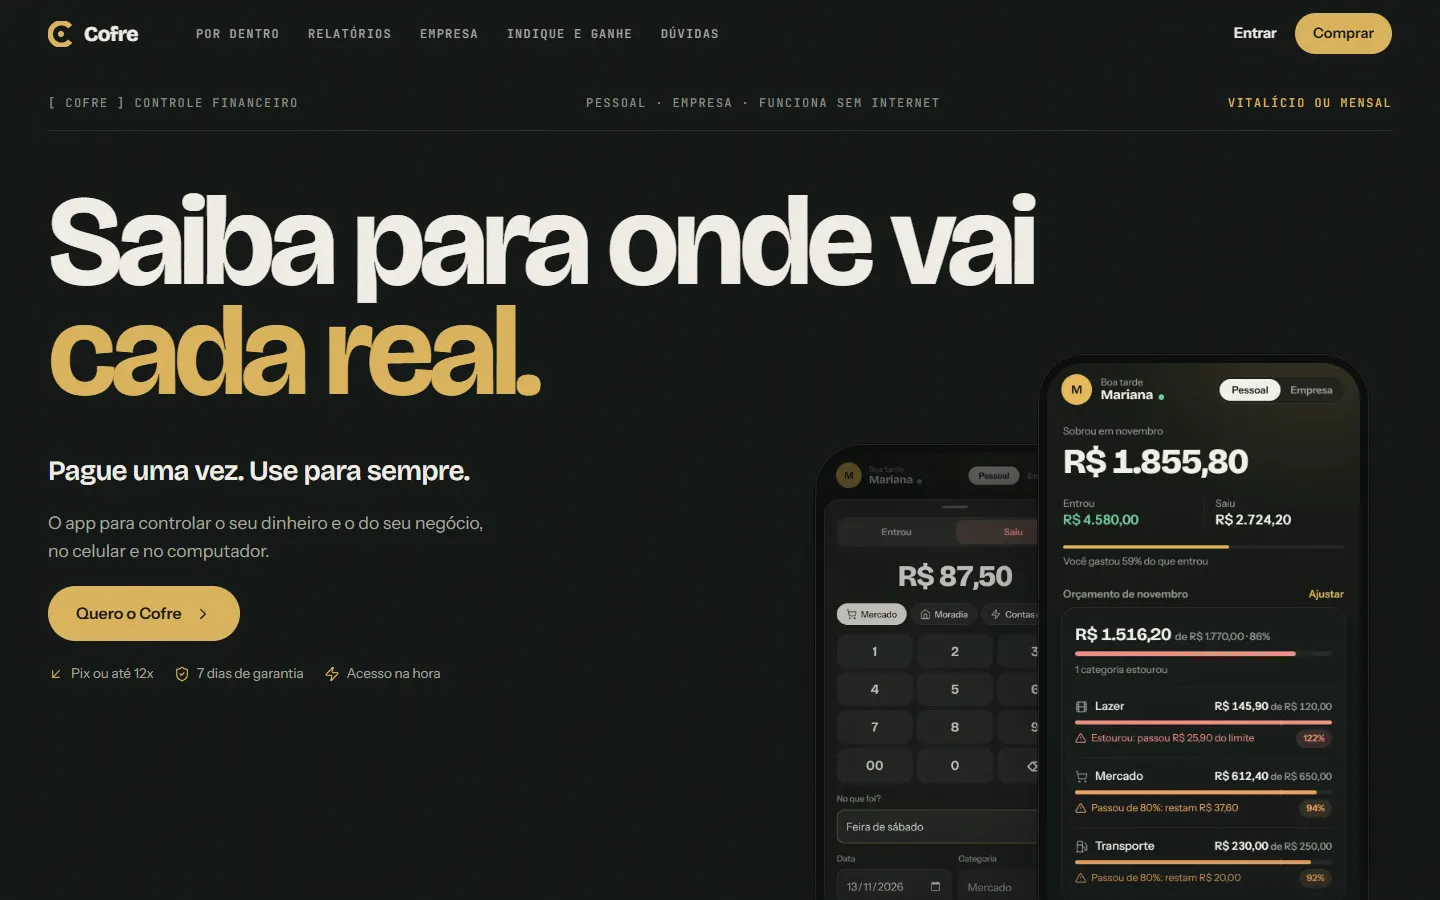 Cofre
POR DENTRO RELATÓRIOS EMPRESA INDIQUE E GANHE DÚVIDAS
Entrar Comprar
[ COFRE ] CONTROLE FINANCEIRO
PESSOAL · EMPRESA · FUNCIONA SEM INTERNET
VITALÍCIO OU MENSAL
Saiba para onde vai
cada real.
Pague uma vez. Use para sempre.
O app para controlar o seu dinheiro e o do seu negócio,
no celular e no computador.
Quero o Cofre
Pix ou até 12x
7 dias de garantia
Acesso na hora
M
Boa tarde
Mariana
Pessoal
Entrou Saiu
R$ 87,50
Mercado Moradia Contas
1 2 3
4 5
7 8 9
00 0
No que foi?
Feira de sábado
Data Categoria
13/11/2026 Mercado
M
Boa tarde
Mariana
Pessoal Empresa
Sobrou em novembro
R$ 1.855,80
Entrou Saiu
R$ 4.580,00 R$ 2.724,20
Você gastou 59% do que entrou
Orçamento de novembro Ajustar
R$ 1.516,20 de R$ 1.770,00 · 86%
1 categoria estourou
Lazer R$ 145,90 de R$ 120,00
Estourou: passou R$ 25,90 do limite 122%
Mercado R$ 612,40 de R$ 650,00
Passou de 80%: restam R$ 37,60 94%
Transporte R$ 230,00 de R$ 250,00
Passou de 80%: restam R$ 20,00 92%